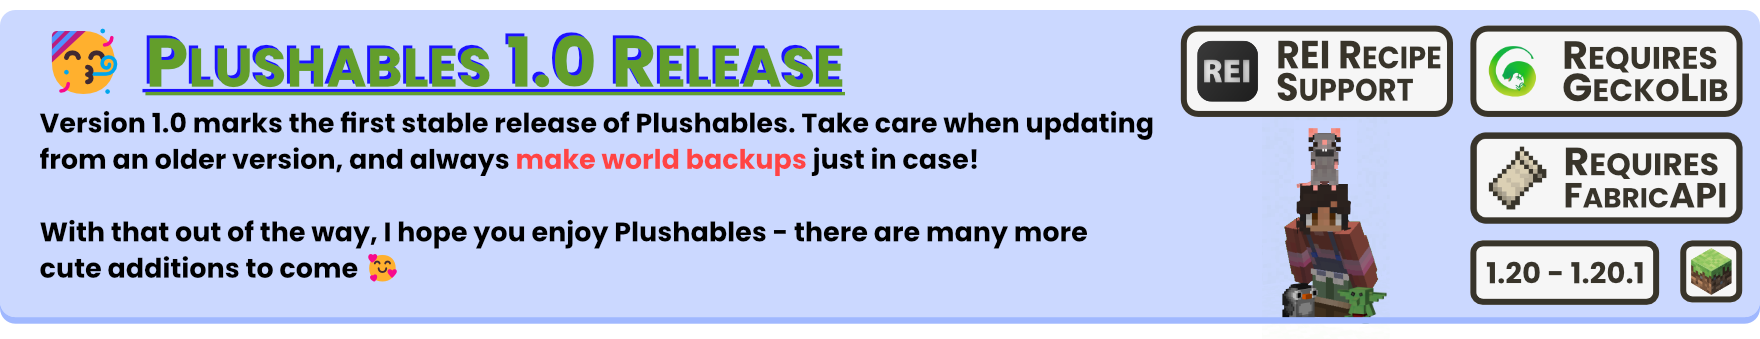 PLUSHABLES 1.0 RELEASE
Version 1.0 marks the first stable release of Plushables. Take care when updating
from an older version, and always make world backups just in case!
With that out of the way, I hope you enjoy Plushables - there are many more
cute additions to come 🥰
REI
REI RECIPE
SUPPORT
REQUIRES
GECKOLIB
REQUIRES
FABRICAPI
1.20 - 1.20.1